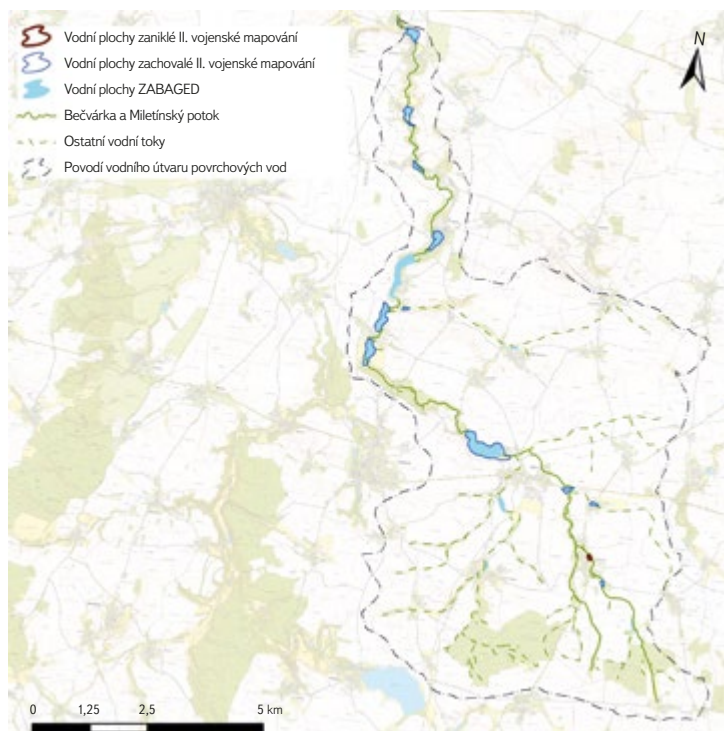 Vodní plochy zaniklé II. vojenské mapování
Vodní plochy zachovalé II. vojenské mapování
Vodní plochy ZABAGED
Bečvárka a Miletínský potok
Ostatní vodní toky
Povodí vodního útvaru povrchových vod
N
0 1,25 2,5 5 km